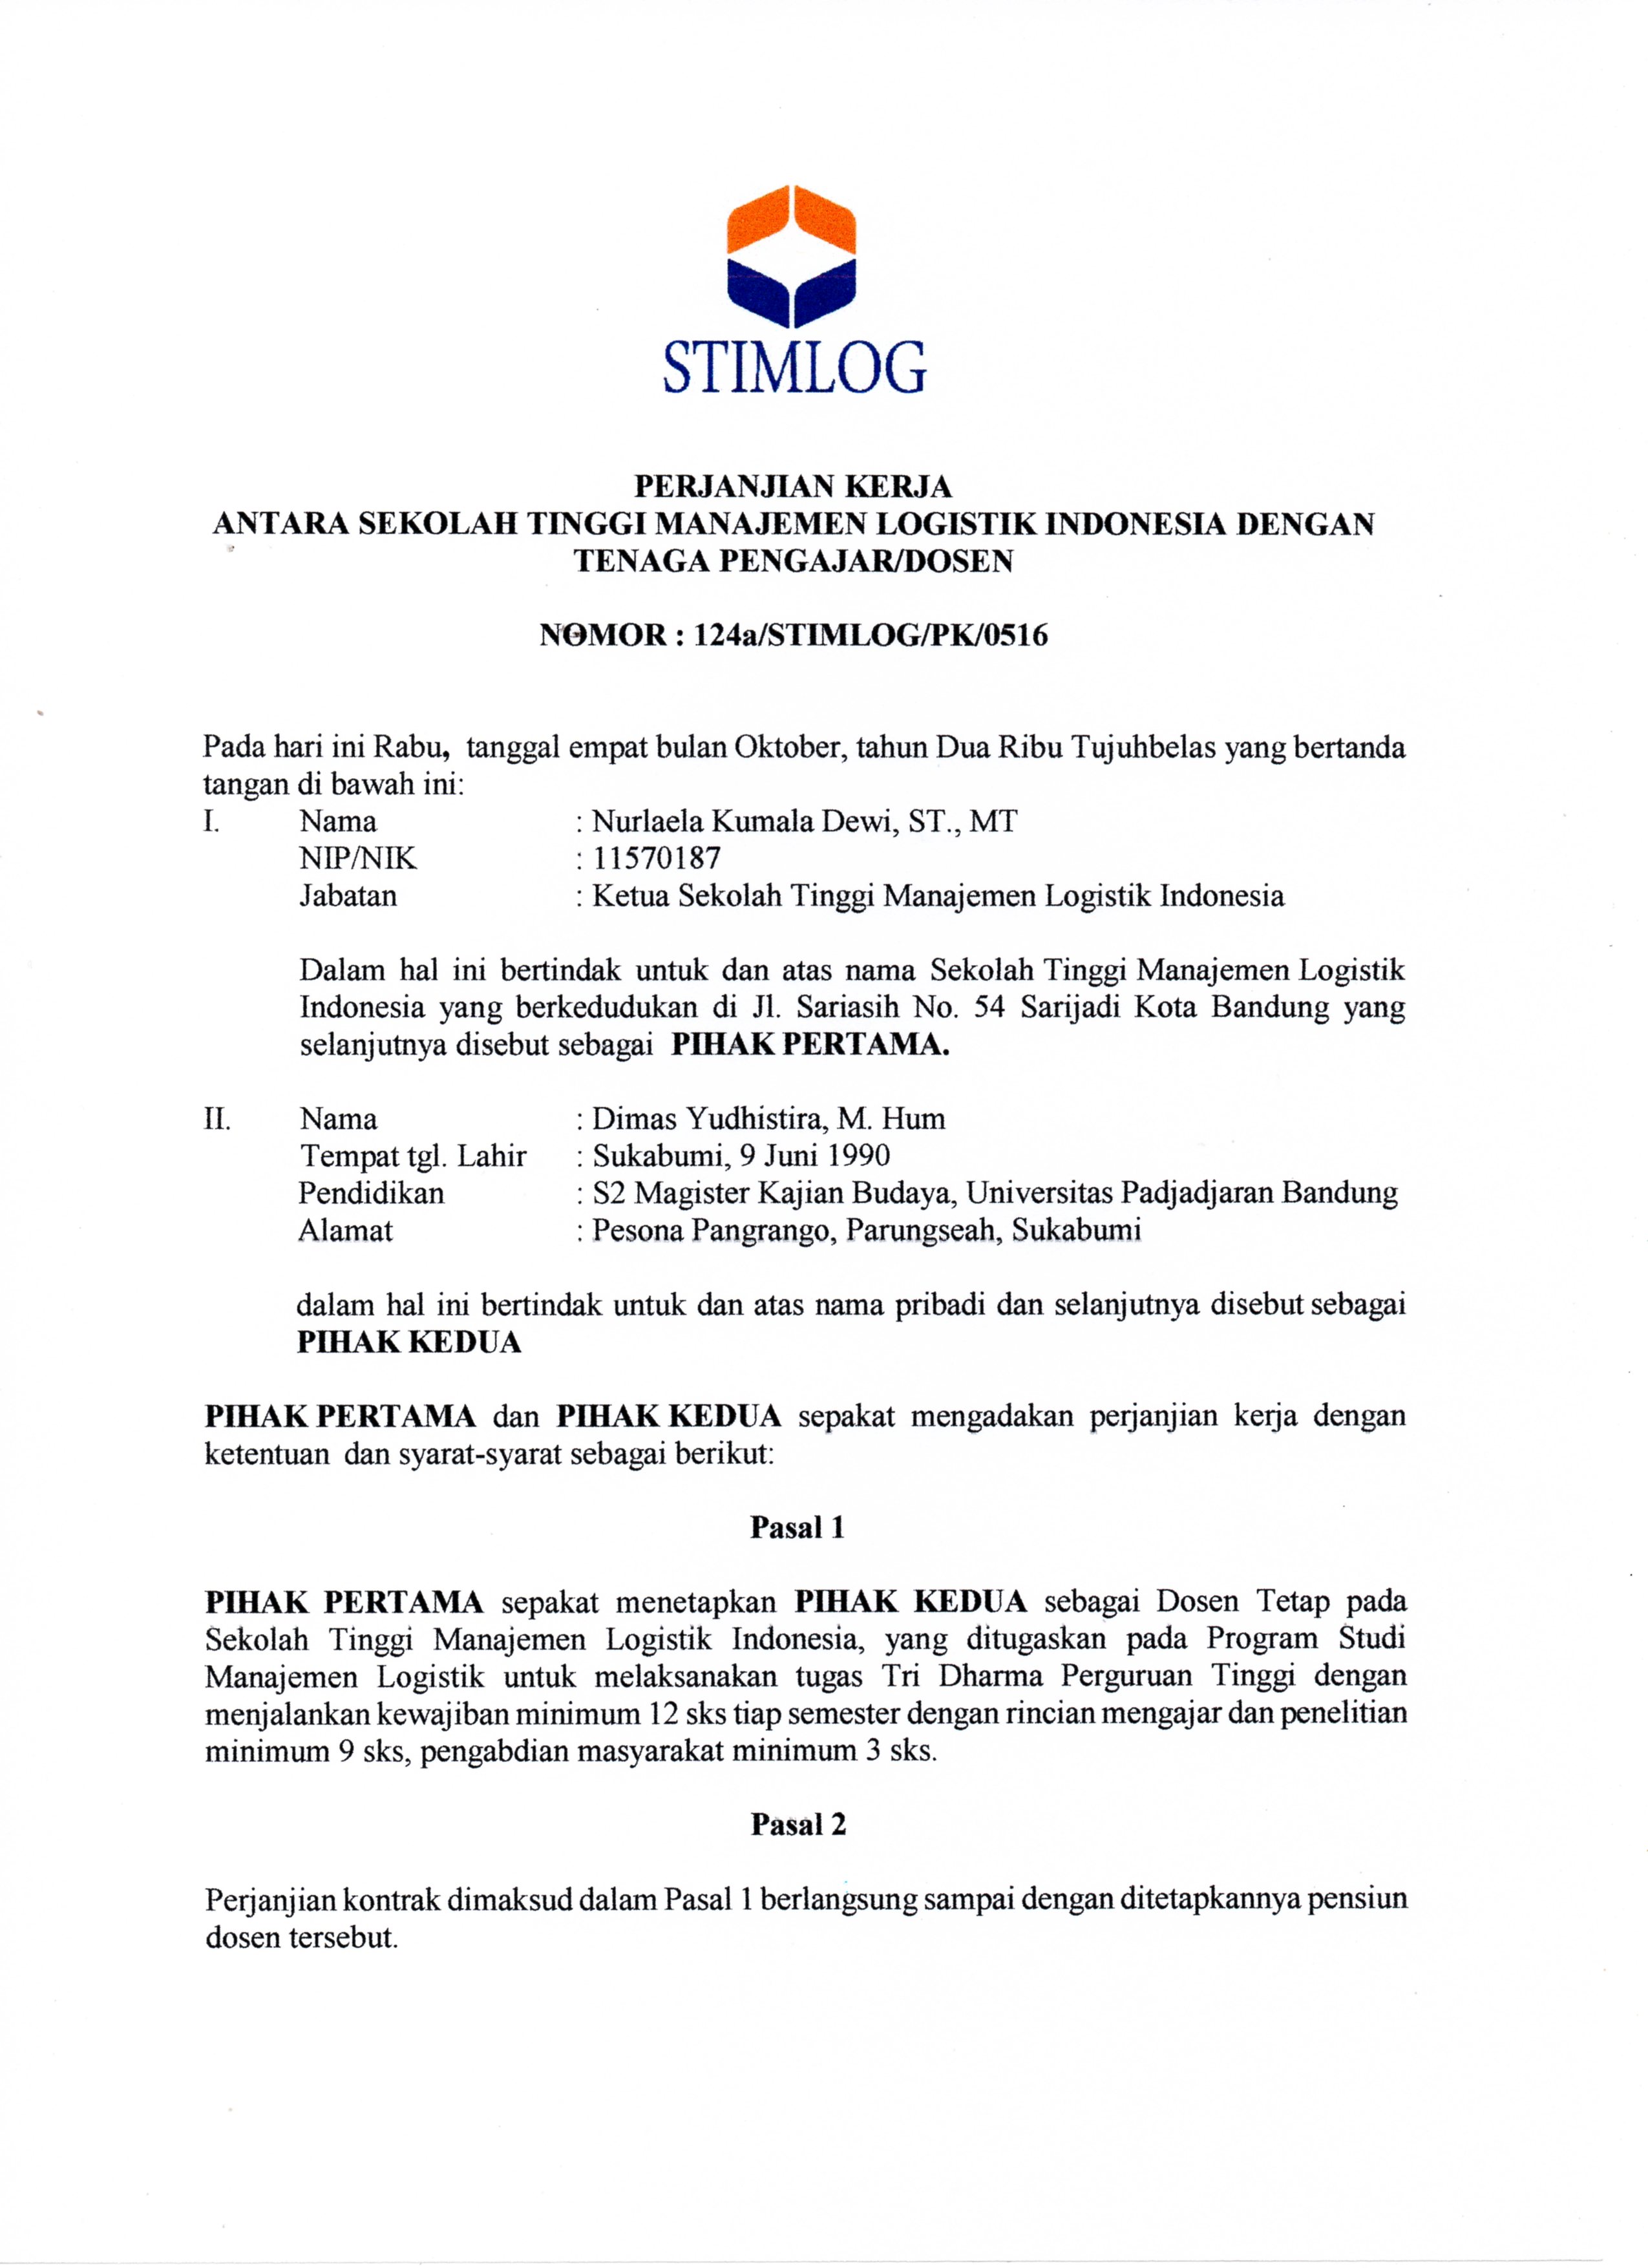 STIMLOG
PERJANJIAN KERJA
ANTARA SEKOLAH TINGGI MANAJEMEN LOGISTIK INDONESIA DENGAN
TENAGA PENGAJAR/DOSEN
NOMOR : 124a/STIMLOG/PK/0516
Pada hari ini Rabu, tanggal empat bulan Oktober, tahun Dua Ribu Tujuhbelas yang bertanda
tangan di bawah ini:
I. Nama : Nurlaela Kumala Dewi, ST., MT
NIP/NIK : 11570187
Jabatan : Ketua Sekolah Tinggi Manajemen Logistik Indonesia
Dalam hal ini bertindak untuk dan atas nama Sekolah Tinggi Manajemen Logistik
Indonesia yang berkedudukan di Jl. Sariasih No. 54 Sarijadi Kota Bandung yang
selanjutnya disebut sebagai PIHAK PERTAMA.
II. Nama : Dimas Yudhistira, M. Hum
Tempat tgl. Lahir : Sukabumi, 9 Juni 1990
Pendidikan : S2 Magister Kajian Budaya, Universitas Padjadjaran Bandung
Alamat : Pesona Pangrango, Parungseah, Sukabumi
dalam hal ini bertindak untuk dan atas nama pribadi dan selanjutnya disebut sebagai
PIHAK KEDUA
PIHAK PERTAMA dan PIHAK KEDUA sepakat mengadakan perjanjian kerja dengan
ketentuan dan syarat-syarat sebagai berikut:
Pasal 1
PIHAK PERTAMA sepakat menetapkan PIHAK KEDUA sebagai Dosen Tetap pada
Sekolah Tinggi Manajemen Logistik Indonesia, yang ditugaskan pada Program Studi
Manajemen Logistik untuk melaksanakan tugas Tri Dharma Perguruan Tinggi dengan
menjalankan kewajiban minimum 12 sks tiap semester dengan rincian mengajar dan penelitian
minimum 9 sks, pengabdian masyarakat minimum 3 sks.
Pasal 2
Perjanjian kontrak dimaksud dalam Pasal 1 berlangsung sampai dengan ditetapkannya pensiun
dosen tersebut.